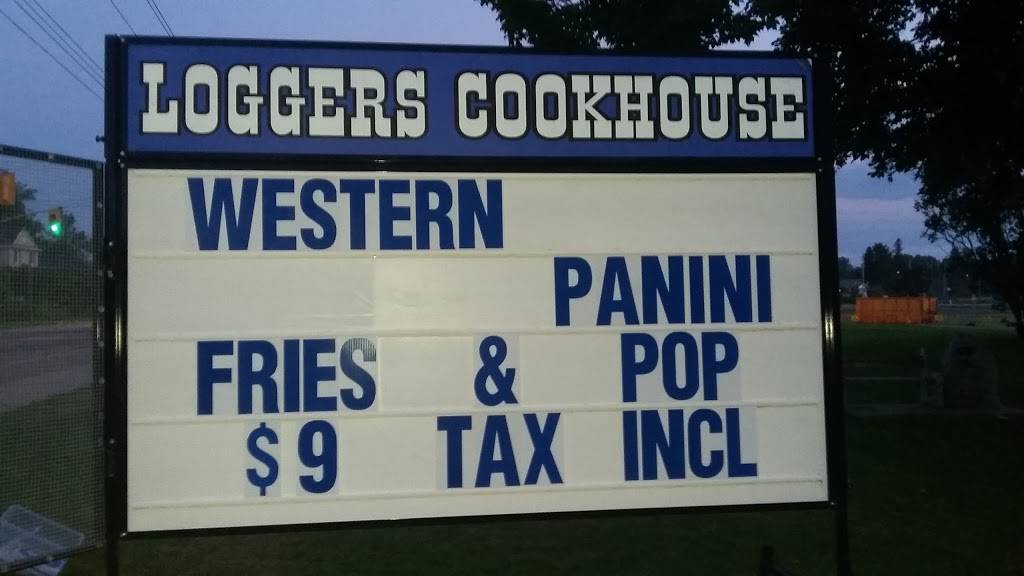 LOGGERS COOKHOUSE
WESTERN
PANINI
FRIES & POP
$9 TAX INCL